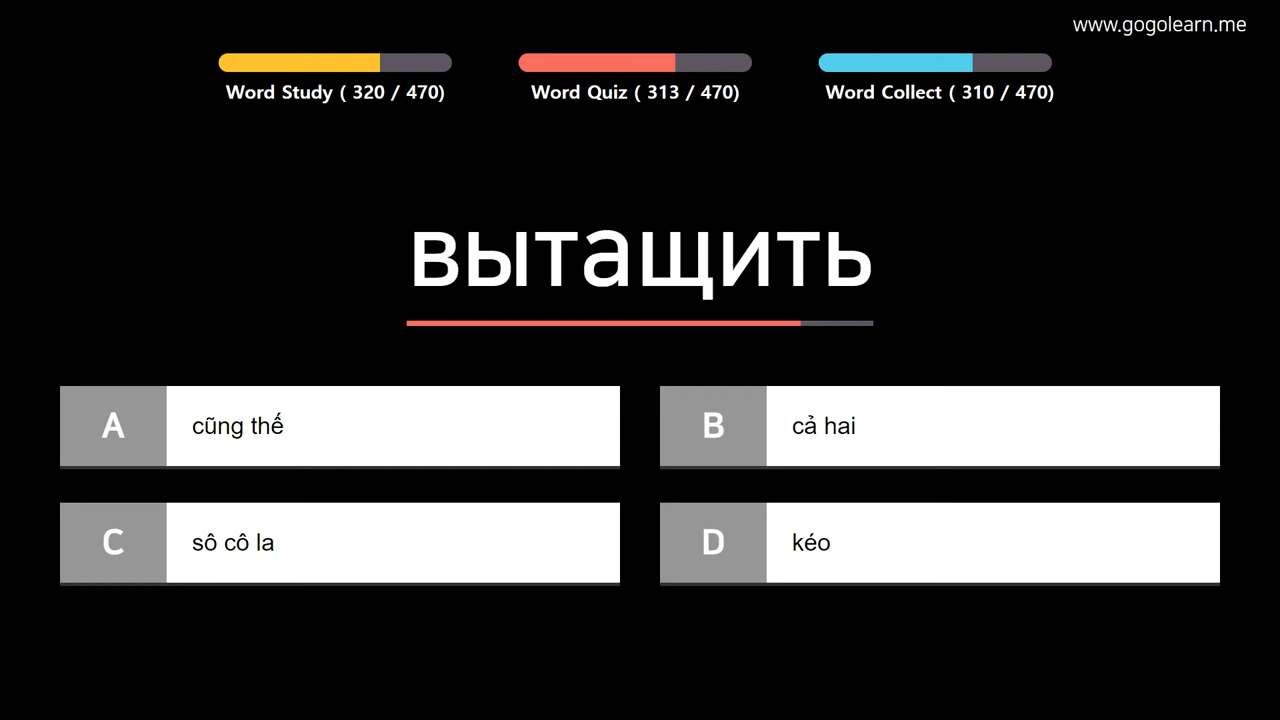 www.gogolearn.me
Word Study ( 320 / 470)
Word Quiz ( 313 / 470)
Word Collect ( 310 / 470)
вытащить
A cũng thế
B cả hai
C sô cô la
D kéo